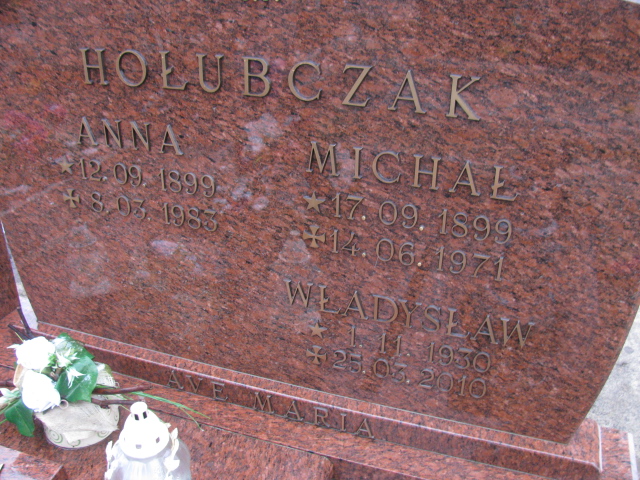 HOŁUBCZAK
ANNA
★12.09.1899
✠8.03.1983
MICHAŁ
★17.09.1899
✠14.06.1971
WŁADYSŁAW
★1.11.1930
✠25.03.2010
AVE MARIA